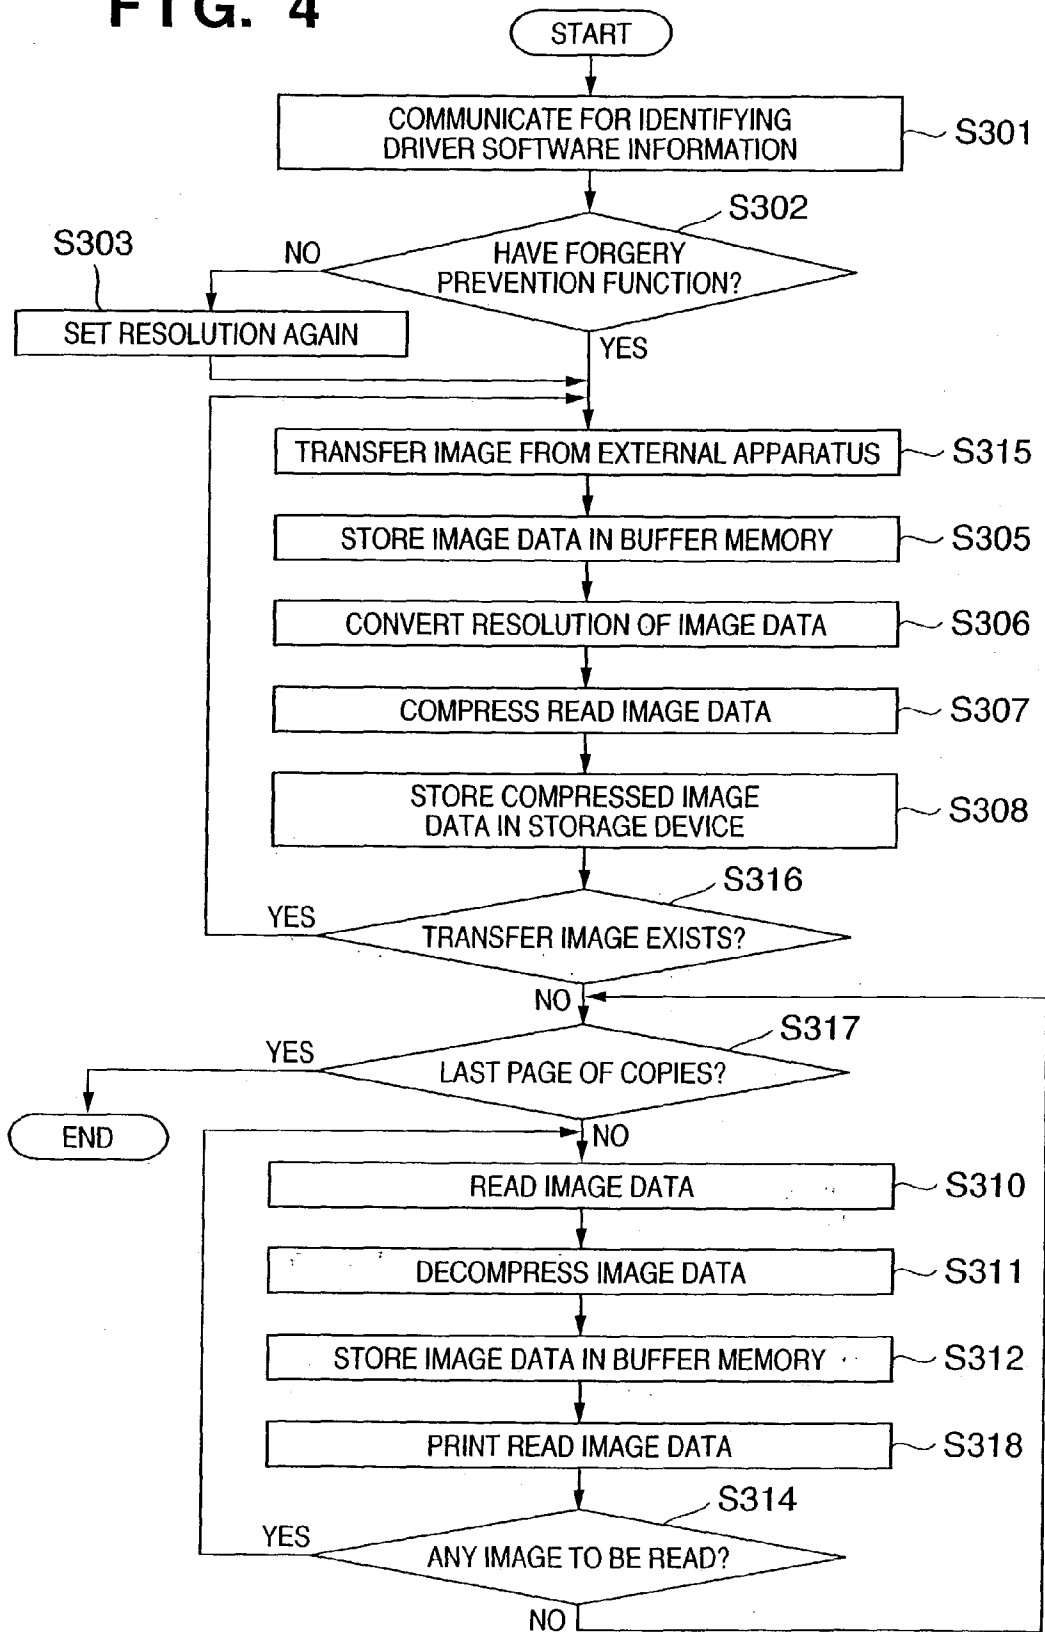 FIG. 4
START
COMMUNICATE FOR IDENTIFYING
DRIVER SOFTWARE INFORMATION
S301
S302
HAVE FORGERY
PREVENTION FUNCTION?
NO
S303
SET RESOLUTION AGAIN
YES
TRANSFER IMAGE FROM EXTERNAL APPARATUS
S315
STORE IMAGE DATA IN BUFFER MEMORY
S305
CONVERT RESOLUTION OF IMAGE DATA
S306
COMPRESS READ IMAGE DATA
S307
STORE COMPRESSED IMAGE
DATA IN STORAGE DEVICE
S308
S316
YES
TRANSFER IMAGE EXISTS?
NO
S317
YES
LAST PAGE OF COPIES?
END
NO
READ IMAGE DATA
S310
DECOMPRESS IMAGE DATA
S311
STORE IMAGE DATA IN BUFFER MEMORY
S312
PRINT READ IMAGE DATA
S318
S314
YES
ANY IMAGE TO BE READ?
NO